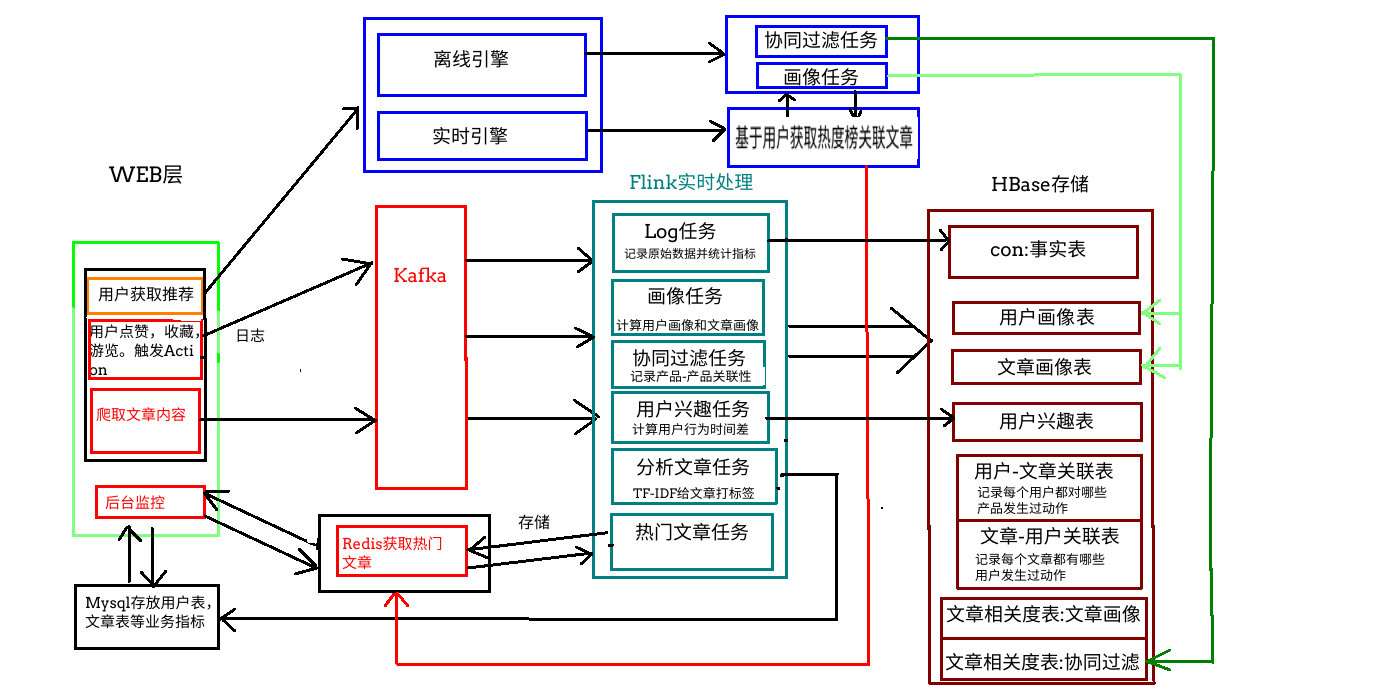 离线引擎
实时引擎
协同过滤任务
画像任务
基于用户获取热度榜关联文章
WEB层
用户获取推荐
用户点赞，收藏，
游览。触发Acti
on
爬取文章内容
后台监控
日志
Mysql存放用户表，
文章表等业务指标
Kafka
Redis获取热门
文章
存储
Flink实时处理
Log任务
记录原始数据并统计指标
画像任务
计算用户画像和文章画像
协同过滤任务
记录产品-产品关联性
用户兴趣任务
计算用户行为时间差
分析文章任务
TF-IDF给文章打标签
热门文章任务
HBase存储
con:事实表
用户画像表
文章画像表
用户兴趣表
用户-文章关联表
记录每个用户都对哪些
产品发生过动作
文章-用户关联表
记录每个文章都有哪些
用户发生过动作
文章相关度表:文章画像
文章相关度表:协同过滤